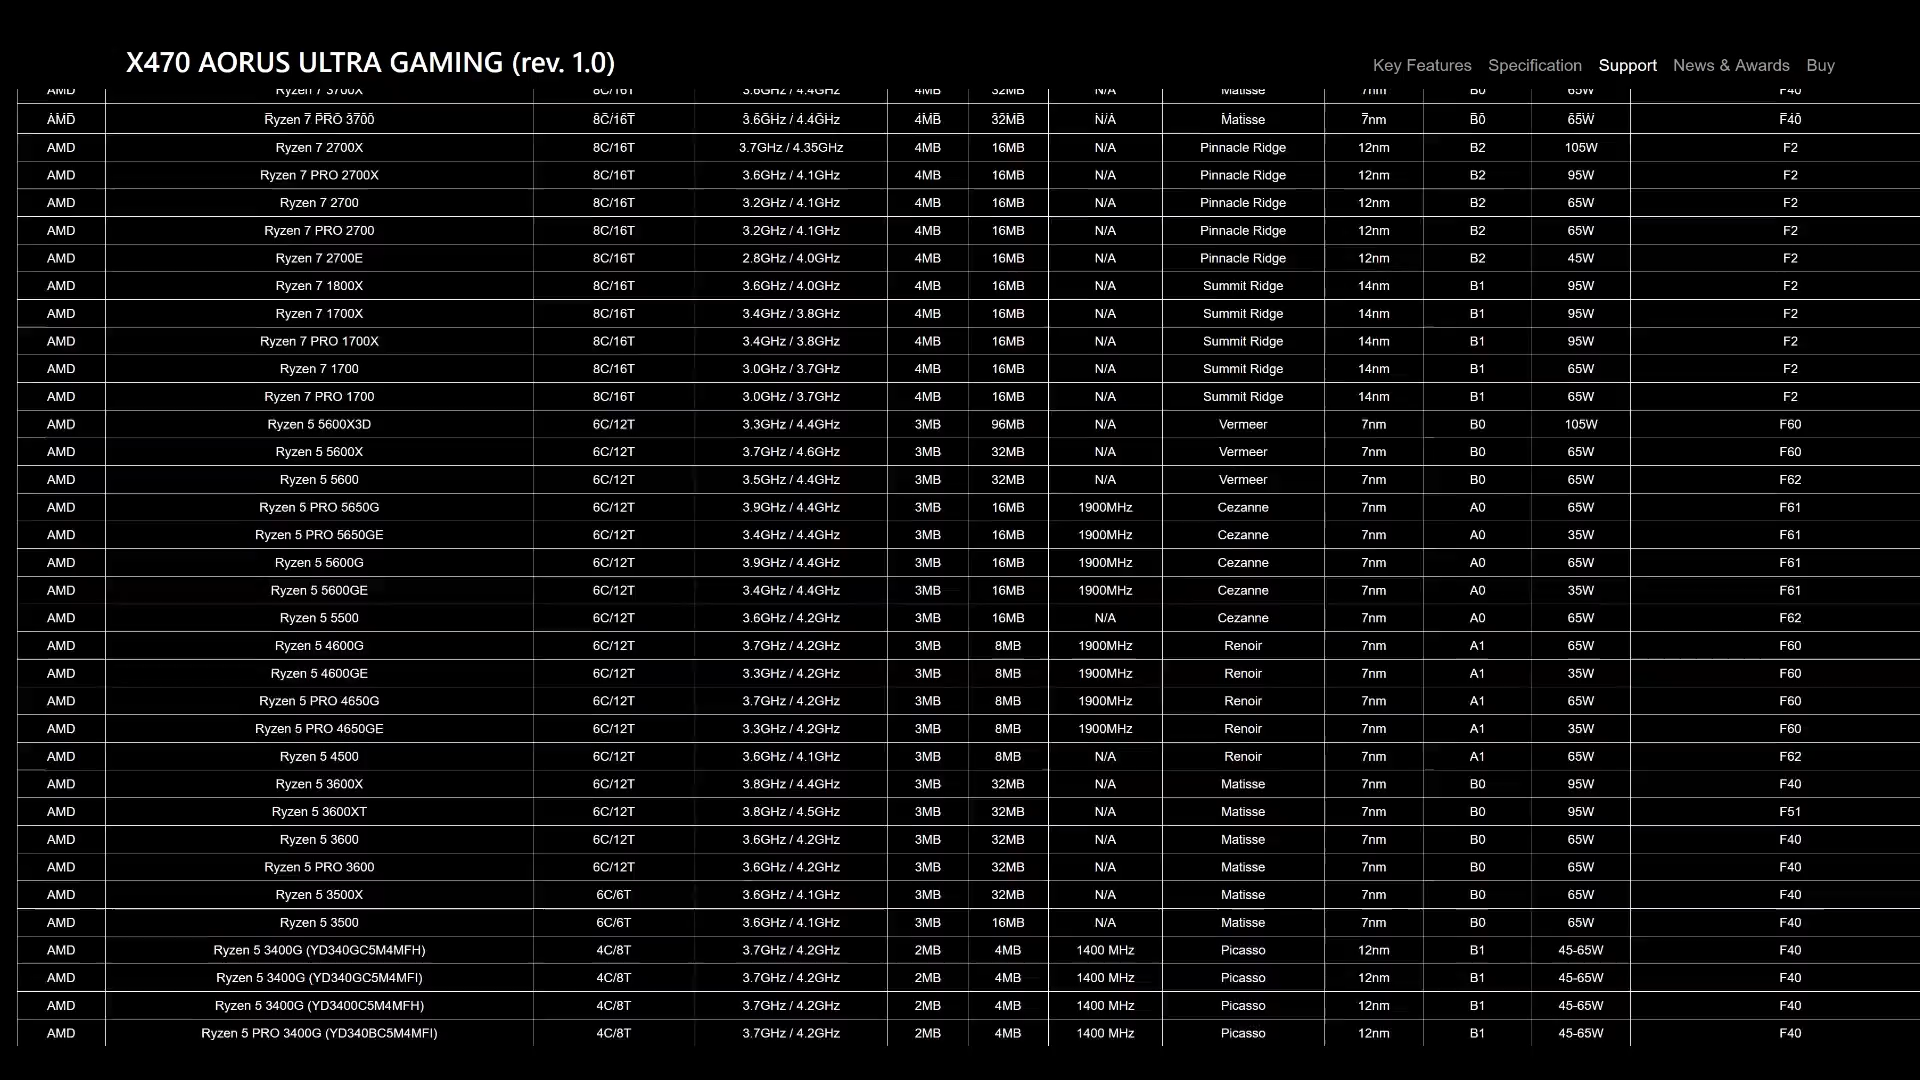 X470 AORUS ULTRA GAMING (rev. 1.0)
Key Features Specification Support News & Awards Buy
AMD Ryzen 7 3700X 8C/16T 3.6GHz / 4.4GHz 4MB 32MB N/A Matisse 7nm B0 65W F40
AMD Ryzen 7 PRO 3700 8C/16T 3.6GHz / 4.4GHz 4MB 32MB N/A Matisse 7nm B0 65W F40
AMD Ryzen 7 2700X 8C/16T 3.7GHz / 4.35GHz 4MB 16MB N/A Pinnacle Ridge 12nm B2 105W F2
AMD Ryzen 7 PRO 2700X 8C/16T 3.6GHz / 4.1GHz 4MB 16MB N/A Pinnacle Ridge 12nm B2 95W F2
AMD Ryzen 7 2700 8C/16T 3.2GHz / 4.1GHz 4MB 16MB N/A Pinnacle Ridge 12nm B2 65W F2
AMD Ryzen 7 PRO 2700 8C/16T 3.2GHz / 4.1GHz 4MB 16MB N/A Pinnacle Ridge 12nm B2 65W F2
AMD Ryzen 7 2700E 8C/16T 2.8GHz / 4.0GHz 4MB 16MB N/A Pinnacle Ridge 12nm B2 45W F2
AMD Ryzen 7 1800X 8C/16T 3.6GHz / 4.0GHz 4MB 16MB N/A Summit Ridge 14nm B1 95W F2
AMD Ryzen 7 1700X 8C/16T 3.4GHz / 3.8GHz 4MB 16MB N/A Summit Ridge 14nm B1 95W F2
AMD Ryzen 7 PRO 1700X 8C/16T 3.4GHz / 3.8GHz 4MB 16MB N/A Summit Ridge 14nm B1 95W F2
AMD Ryzen 7 1700 8C/16T 3.0GHz / 3.7GHz 4MB 16MB N/A Summit Ridge 14nm B1 65W F2
AMD Ryzen 7 PRO 1700 8C/16T 3.0GHz / 3.7GHz 4MB 16MB N/A Summit Ridge 14nm B1 65W F2
AMD Ryzen 5 5600X3D 6C/12T 3.3GHz / 4.4GHz 3MB 96MB N/A Vermeer 7nm B0 105W F60
AMD Ryzen 5 5600X 6C/12T 3.7GHz / 4.6GHz 3MB 32MB N/A Vermeer 7nm B0 65W F60
AMD Ryzen 5 5600 6C/12T 3.5GHz / 4.4GHz 3MB 32MB N/A Vermeer 7nm B0 65W F62
AMD Ryzen 5 PRO 5650G 6C/12T 3.9GHz / 4.4GHz 3MB 16MB 1900MHz Cezanne 7nm A0 65W F61
AMD Ryzen 5 PRO 5650GE 6C/12T 3.4GHz / 4.4GHz 3MB 16MB 1900MHz Cezanne 7nm A0 35W F61
AMD Ryzen 5 5600G 6C/12T 3.9GHz / 4.4GHz 3MB 16MB 1900MHz Cezanne 7nm A0 65W F61
AMD Ryzen 5 5600GE 6C/12T 3.4GHz / 4.4GHz 3MB 16MB 1900MHz Cezanne 7nm A0 35W F61
AMD Ryzen 5 5500 6C/12T 3.6GHz / 4.2GHz 3MB 16MB N/A Cezanne 7nm A0 65W F62
AMD Ryzen 5 4600G 6C/12T 3.7GHz / 4.2GHz 3MB 8MB 1900MHz Renoir 7nm A1 65W F60
AMD Ryzen 5 4600GE 6C/12T 3.3GHz / 4.2GHz 3MB 8MB 1900MHz Renoir 7nm A1 35W F60
AMD Ryzen 5 PRO 4650G 6C/12T 3.7GHz / 4.2GHz 3MB 8MB 1900MHz Renoir 7nm A1 65W F60
AMD Ryzen 5 PRO 4650GE 6C/12T 3.3GHz / 4.2GHz 3MB 8MB 1900MHz Renoir 7nm A1 35W F60
AMD Ryzen 5 4500 6C/12T 3.6GHz / 4.1GHz 3MB 8MB N/A Renoir 7nm A1 65W F62
AMD Ryzen 5 3600X 6C/12T 3.8GHz / 4.4GHz 3MB 32MB N/A Matisse 7nm B0 95W F40
AMD Ryzen 5 3600XT 6C/12T 3.8GHz / 4.5GHz 3MB 32MB N/A Matisse 7nm B0 95W F51
AMD Ryzen 5 3600 6C/12T 3.6GHz / 4.2GHz 3MB 32MB N/A Matisse 7nm B0 65W F40
AMD Ryzen 5 PRO 3600 6C/12T 3.6GHz / 4.2GHz 3MB 32MB N/A Matisse 7nm B0 65W F40
AMD Ryzen 5 3500X 6C/6T 3.6GHz / 4.1GHz 3MB 32MB N/A Matisse 7nm B0 65W F40
AMD Ryzen 5 3500 6C/6T 3.6GHz / 4.1GHz 3MB 16MB N/A Matisse 7nm B0 65W F40
AMD Ryzen 5 3400G (YD340GC5M4MFH) 4C/8T 3.7GHz / 4.2GHz 2MB 4MB 1400 MHz Picasso 12nm B1 45-65W F40
AMD Ryzen 5 3400G (YD340GC5M4MFI) 4C/8T 3.7GHz / 4.2GHz 2MB 4MB 1400 MHz Picasso 12nm B1 45-65W F40
AMD Ryzen 5 3400G (YD3400C5M4MFH) 4C/8T 3.7GHz / 4.2GHz 2MB 4MB 1400 MHz Picasso 12nm B1 45-65W F40
AMD Ryzen 5 PRO 3400G (YD340BC5M4MFI) 4C/8T 3.7GHz / 4.2GHz 2MB 4MB 1400 MHz Picasso 12nm B1 45-65W F40